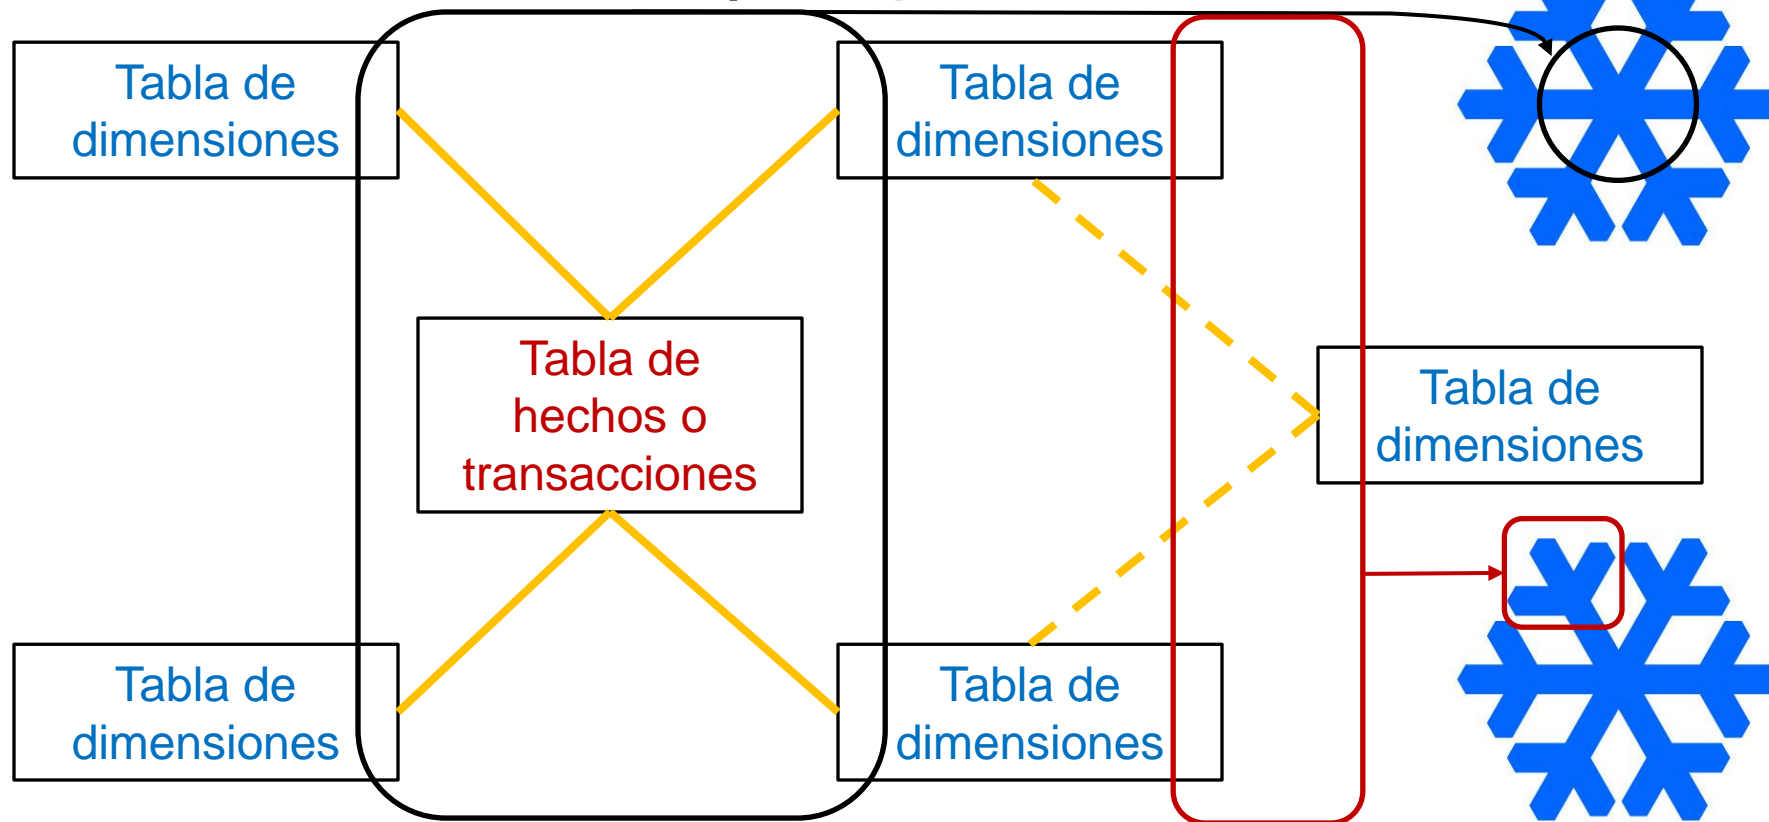 Tabla de
dimensiones
Tabla de
dimensiones
Tabla de
hechos o
transacciones
Tabla de
dimensiones
Tabla de
dimensiones
Tabla de
dimensiones